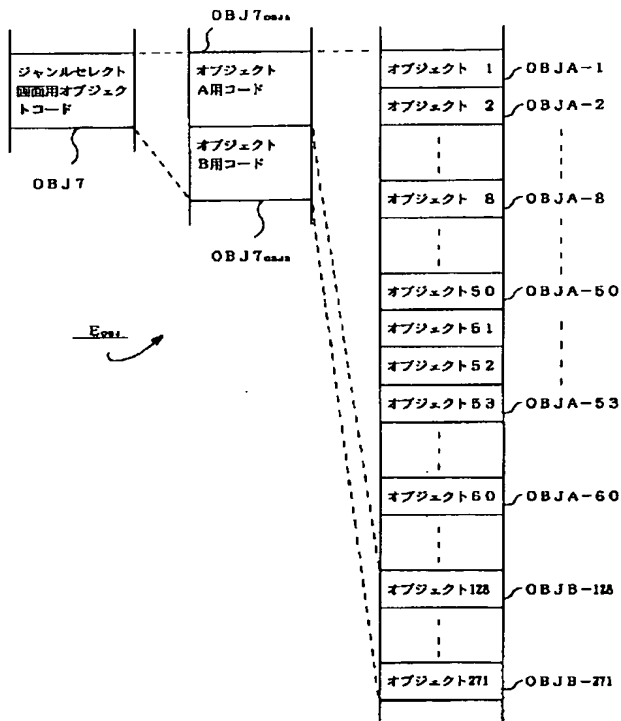 OBJ7OBJA
ジャンルセレクト
画面用オブジェク
トコード
OBJ7
オブジェクト
A用コード
オブジェクト
B用コード
OBJ7OBJB
EOBJ
オブジェクト 1
OBJA-1
オブジェクト 2
OBJA-2
オブジェクト 8
OBJA-8
オブジェクト50
OBJA-50
オブジェクト51
オブジェクト52
オブジェクト53
OBJA-53
オブジェクト60
OBJA-60
オブジェクト128
OBJB-128
オブジェクト271
OBJB-271